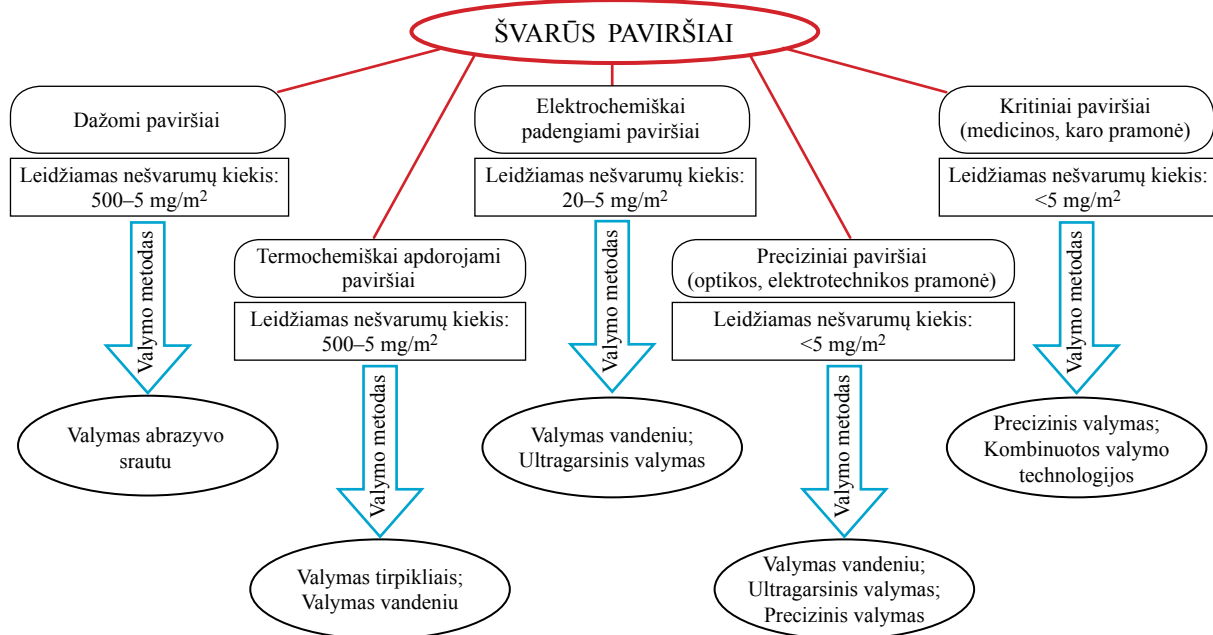 ŠVARŪS PAVIRŠIAI
Dažomi paviršiai
Leidžiamas nešvarumų kiekis:
500–5 mg/m²
Valymo metodas
Valymas abrazyvo
srautu
Termochemiškai apdorojami
paviršiai
Leidžiamas nešvarumų kiekis:
500–5 mg/m²
Valymo metodas
Valymas tirpikliais;
Valymas vandeniu
Elektrochemiškai
padengiami paviršiai
Leidžiamas nešvarumų kiekis:
20–5 mg/m²
Valymo metodas
Valymas vandeniu;
Ultragarsinis valymas
Preciziniai paviršiai
(optikos, elektrotechnikos pramonė)
Leidžiamas nešvarumų kiekis:
<5 mg/m²
Valymo metodas
Valymas vandeniu;
Ultragarsinis valymas;
Precizinis valymas
Kritiniai paviršiai
(medicinos, karo pramonė)
Leidžiamas nešvarumų kiekis:
<5 mg/m²
Valymo metodas
Precizinis valymas;
Kombinuotos valymo
technologijos